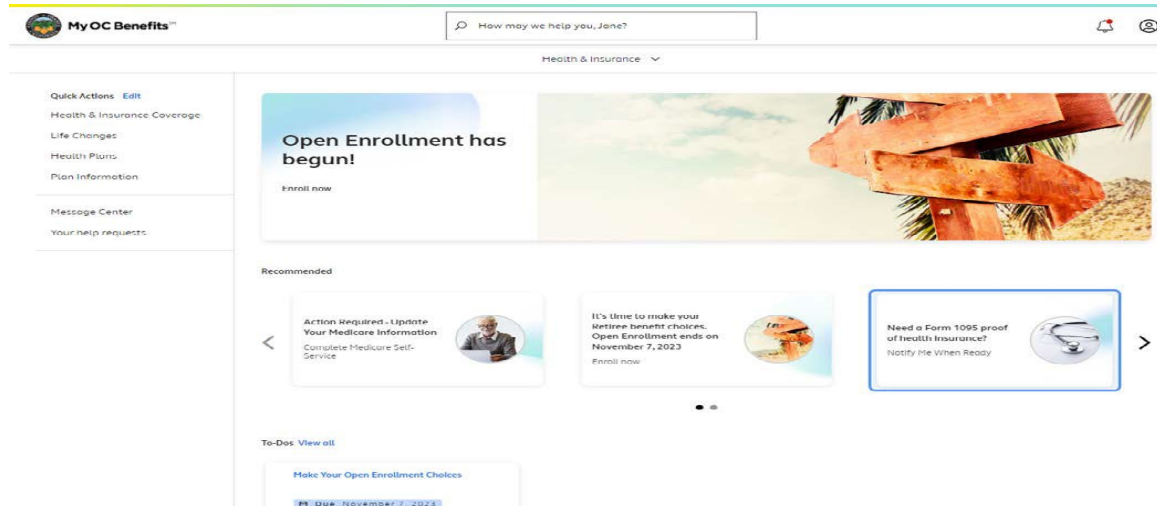 My OC Benefits™
How may we help you, Jane?
Health & Insurance
Quick Actions Edit
Health & Insurance Coverage
Life Changes
Health Plans
Plan Information
Message Center
Your help requests
Open Enrollment has
begun!
Enroll now
Recommended
Action Required - Update
Your Medicare Information
Complete Medicare Self-
Service
It's time to make your
Retiree benefit choices.
Open Enrollment ends on
November 7, 2023
Enroll now
Need a Form 1095 proof
of health insurance?
Notify Me When Ready
To-Dos View all
Make Your Open Enrollment Choices
Due November 7, 2023